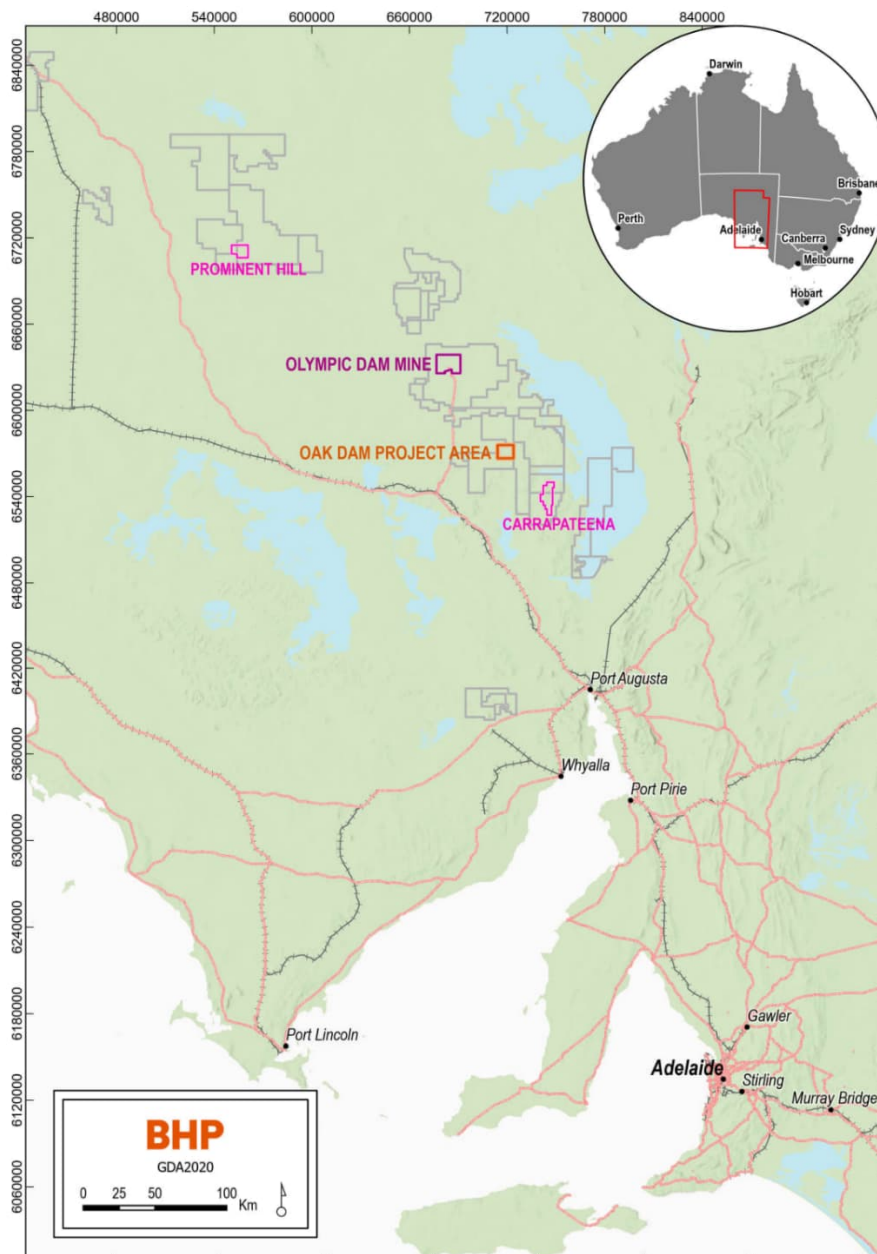 480000 540000 600000 660000 720000 780000 840000
6840000
6780000
6720000
6660000
6600000
6540000
6480000
6420000
6360000
6300000
6240000
6180000
6120000
6060000
Darwin
Brisbane
Perth
Adelaide
Sydney
Canberra
Melbourne
Hobart
PROMINENT HILL
OLYMPIC DAM MINE
OAK DAM PROJECT AREA
CARRAPATEENA
Port Augusta
Whyalla
Port Pirie
Gawler
Port Lincoln
Adelaide
Stirling
Murray Bridge
BHP
GDA2020
0 25 50 100
Km